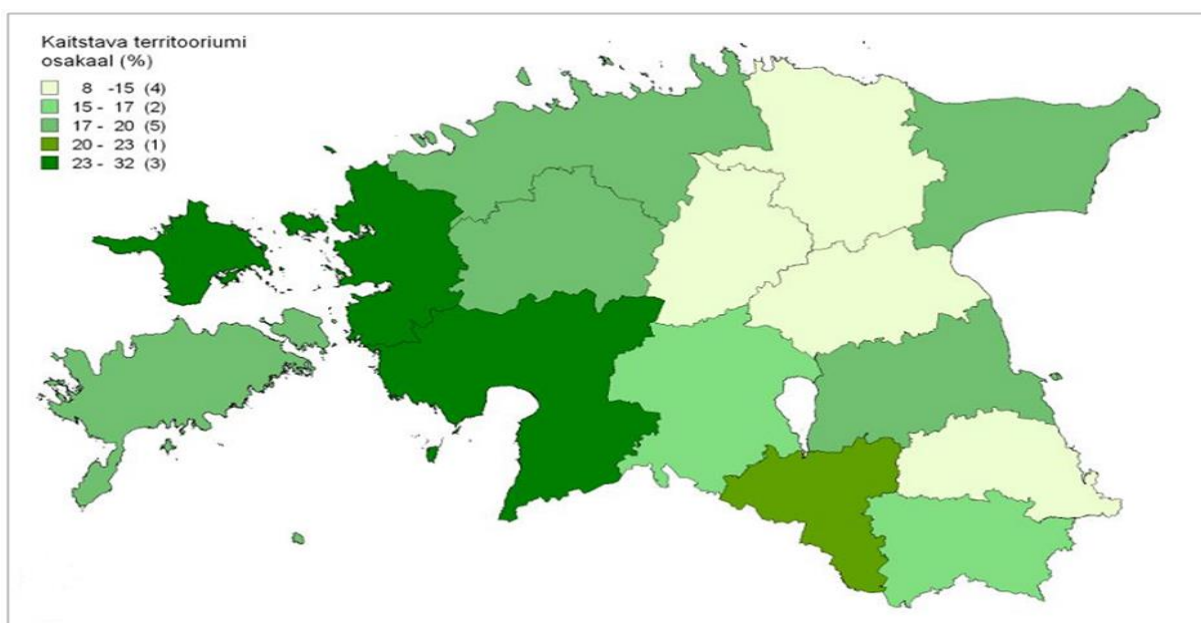 Kaitstava territooriumi
osakaal (%)
8 -15 (4)
15 - 17 (2)
17 - 20 (5)
20 - 23 (1)
23 - 32 (3)